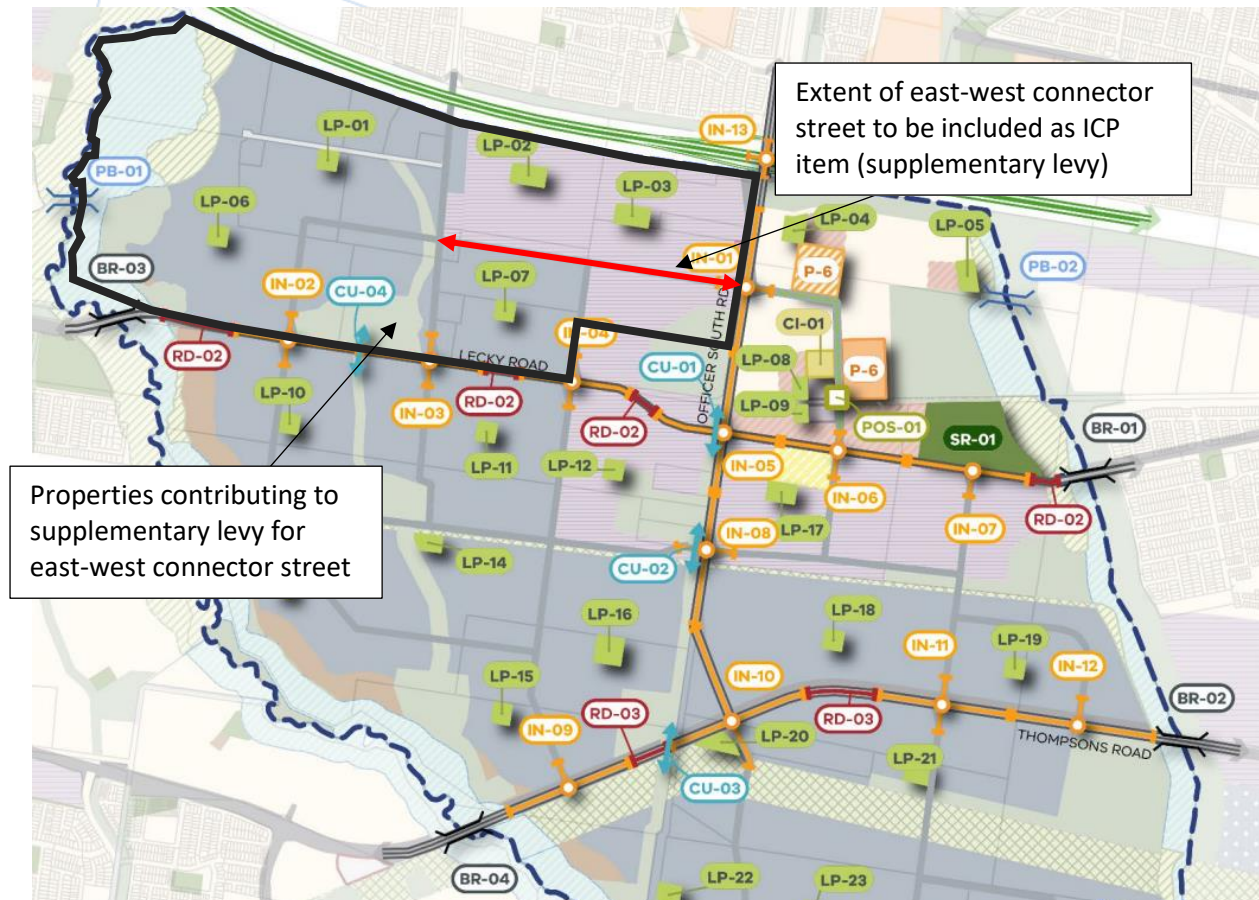 Extent of east-west connector
street to be included as ICP
item (supplementary levy)
IN-13
LP-01
LP-02
LP-03
PB-01
LP-06
LP-04
LP-05
IN-01
P-6
PB-02
BR-03
IN-02
CU-04
LP-07
OFFICER SOUTH RD
CI-01
IN-04
RD-02
LECKY ROAD
CU-01
LP-08
P-6
LP-10
IN-03
RD-02
LP-09
POS-01
SR-01
BR-01
RD-02
LP-11
LP-12
IN-05
IN-06
Properties contributing to
supplementary levy for
east-west connector street
IN-07
RD-02
LP-17
IN-08
LP-14
CU-02
LP-16
LP-18
IN-11
LP-19
IN-12
LP-15
IN-10
BR-02
RD-03
RD-03
IN-09
LP-20
THOMPSONS ROAD
LP-21
CU-03
BR-04
LP-22
LP-23